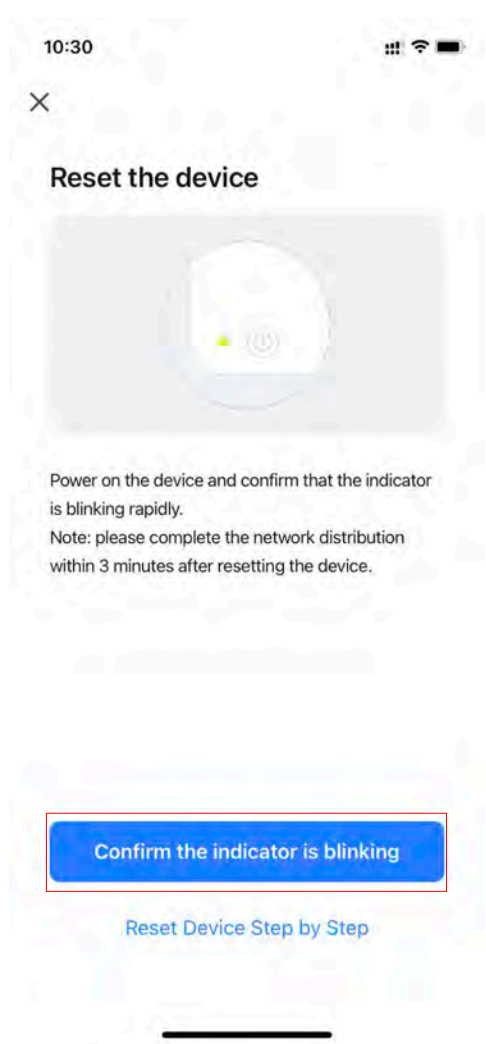 10:30
Reset the device
Power on the device and confirm that the indicator
is blinking rapidly.
Note: please complete the network distribution
within 3 minutes after resetting the device.
Confirm the indicator is blinking
Reset Device Step by Step